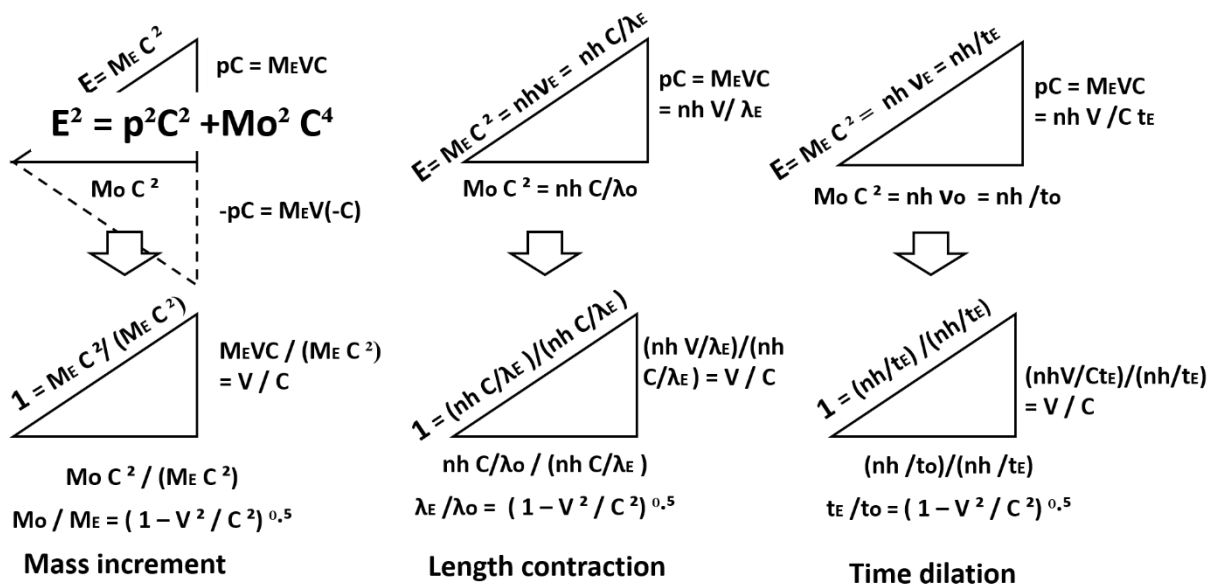 E= ME C ²
pC = MEVC
E² = p²C² +Mo² C⁴
Mo C ²
-pC = MEV(-C)
1 = ME C ²/ (ME C ²)
MEVC / (ME C ²)
= V / C
Mo C ² / (ME C ²)
Mo / ME = ( 1 – V ² / C ²) ⁰·⁵
Mass increment
E= ME C ² = nhνE = nh C/λE
pC = MEVC
= nh V/ λE
Mo C ² = nh C/λo
1 = (nh C/λE )/(nh C/λE )
(nh V/λE)/(nh
C/λE ) = V / C
nh C/λo / (nh C/λE )
λE /λo = ( 1 – V ² / C ²) ⁰·⁵
Length contraction
E= ME C ² = nh νE = nh/tE
pC = MEVC
= nh V /C tE
Mo C ² = nh νo = nh /to
1 = (nh/tE) /(nh/tE)
(nhV/CtE)/(nh/tE)
= V / C
(nh /to)/(nh /tE)
tE /to = ( 1 – V ² / C ²) ⁰·⁵
Time dilation